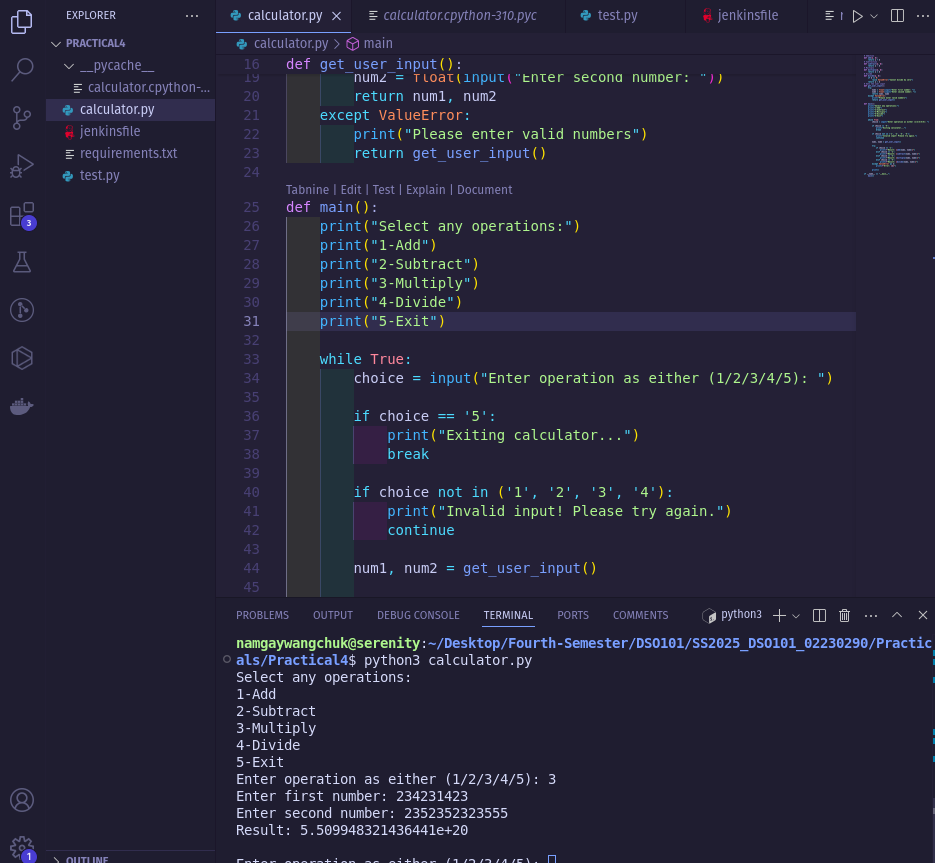 EXPLORER
PRACTICAL4
__pycache__
calculator.cpython-...
calculator.py
jenkinsfile
requirements.txt
test.py
OUTLINE
3
1
calculator.py
calculator.cpython-310.pyc
test.py
jenkinsfile
calculator.py > main
16 def get_user_input():
19 num2 = float(input("Enter second number: "))
20 return num1, num2
21 except ValueError:
22 print("Please enter valid numbers")
23 return get_user_input()
24
Tabnine | Edit | Test | Explain | Document
25 def main():
26 print("Select any operations:")
27 print("1-Add")
28 print("2-Subtract")
29 print("3-Multiply")
30 print("4-Divide")
31 print("5-Exit")
32
33 while True:
34 choice = input("Enter operation as either (1/2/3/4/5): ")
35
36 if choice == '5':
37 print("Exiting calculator...")
38 break
39
40 if choice not in ('1', '2', '3', '4'):
41 print("Invalid input! Please try again.")
42 continue
43
44 num1, num2 = get_user_input()
45
PROBLEMS OUTPUT DEBUG CONSOLE TERMINAL PORTS COMMENTS python3
namgaywangchuk@serenity:~/Desktop/Fourth-Semester/DSO101/SS2025_DSO101_02230290/Practic
als/Practical4$ python3 calculator.py
Select any operations:
1-Add
2-Subtract
3-Multiply
4-Divide
5-Exit
Enter operation as either (1/2/3/4/5): 3
Enter first number: 234231423
Enter second number: 2352352323555
Result: 5.509948321436441e+20
Enter operation as either (1/2/3/4/5):